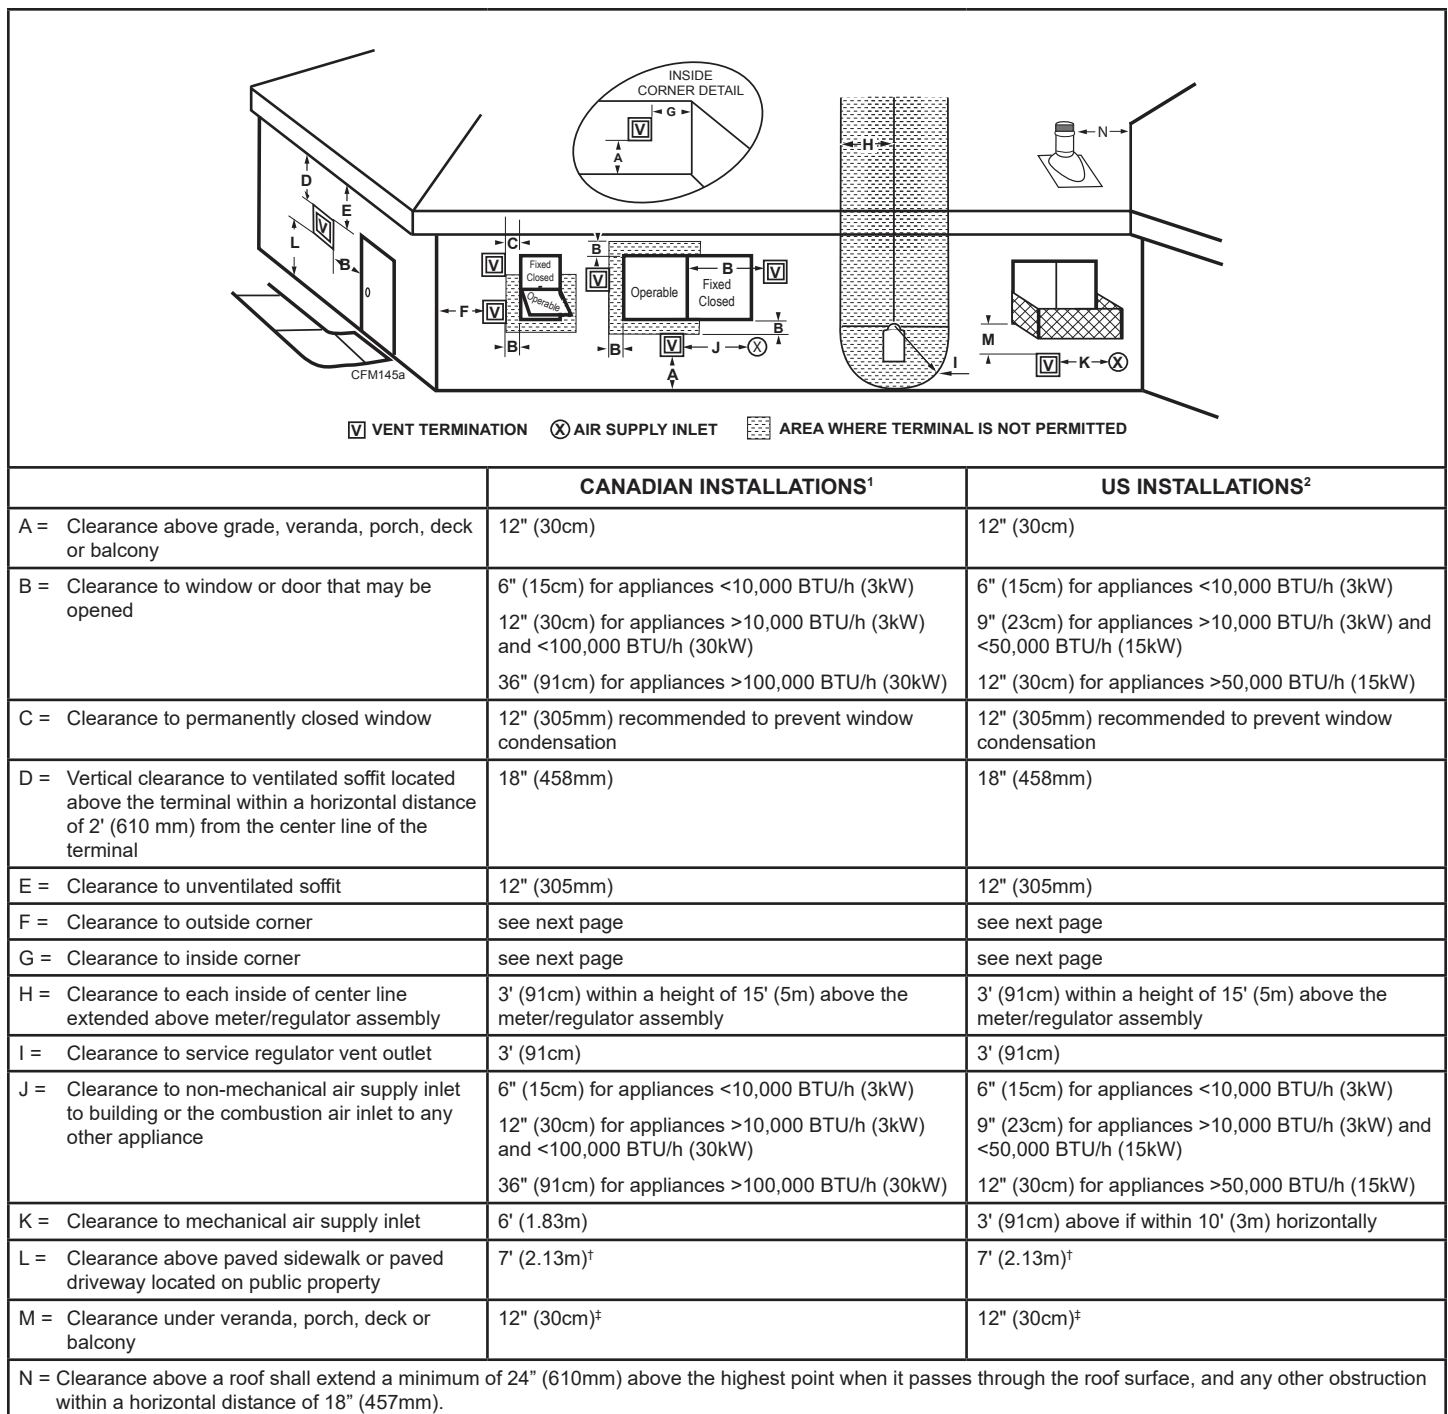 INSIDE
CORNER DETAIL
G
V
A
H
N
D
E
V
L
B
C
V
Fixed
Closed
Operable
F
V
B
B
V
Operable
B
Fixed
Closed
V
B
B
V
J
X
A
I
M
V
K
X
CFM145a
V VENT TERMINATION X AIR SUPPLY INLET AREA WHERE TERMINAL IS NOT PERMITTED
CANADIAN INSTALLATIONS¹ US INSTALLATIONS²
A = Clearance above grade, veranda, porch, deck
or balcony
12" (30cm)
12" (30cm)
B = Clearance to window or door that may be
opened
6" (15cm) for appliances <10,000 BTU/h (3kW)
12" (30cm) for appliances >10,000 BTU/h (3kW)
and <100,000 BTU/h (30kW)
36" (91cm) for appliances >100,000 BTU/h (30kW)
6" (15cm) for appliances <10,000 BTU/h (3kW)
9" (23cm) for appliances >10,000 BTU/h (3kW) and
<50,000 BTU/h (15kW)
12" (30cm) for appliances >50,000 BTU/h (15kW)
C = Clearance to permanently closed window
12" (305mm) recommended to prevent window
condensation
12" (305mm) recommended to prevent window
condensation
D = Vertical clearance to ventilated soffit located
above the terminal within a horizontal distance
of 2' (610 mm) from the center line of the
terminal
18" (458mm)
18" (458mm)
E = Clearance to unventilated soffit
12" (305mm)
12" (305mm)
F = Clearance to outside corner
see next page
see next page
G = Clearance to inside corner
see next page
see next page
H = Clearance to each inside of center line
extended above meter/regulator assembly
3' (91cm) within a height of 15' (5m) above the
meter/regulator assembly
3' (91cm) within a height of 15' (5m) above the
meter/regulator assembly
I = Clearance to service regulator vent outlet
3' (91cm)
3' (91cm)
J = Clearance to non-mechanical air supply inlet
to building or the combustion air inlet to any
other appliance
6" (15cm) for appliances <10,000 BTU/h (3kW)
12" (30cm) for appliances >10,000 BTU/h (3kW)
and <100,000 BTU/h (30kW)
36" (91cm) for appliances >100,000 BTU/h (30kW)
6" (15cm) for appliances <10,000 BTU/h (3kW)
9" (23cm) for appliances >10,000 BTU/h (3kW) and
<50,000 BTU/h (15kW)
12" (30cm) for appliances >50,000 BTU/h (15kW)
K = Clearance to mechanical air supply inlet
6' (1.83m)
3' (91cm) above if within 10' (3m) horizontally
L = Clearance above paved sidewalk or paved
driveway located on public property
7' (2.13m)†
7' (2.13m)†
M = Clearance under veranda, porch, deck or
balcony
12" (30cm)‡
12" (30cm)‡
N = Clearance above a roof shall extend a minimum of 24” (610mm) above the highest point when it passes through the roof surface, and any other obstruction
within a horizontal distance of 18” (457mm).